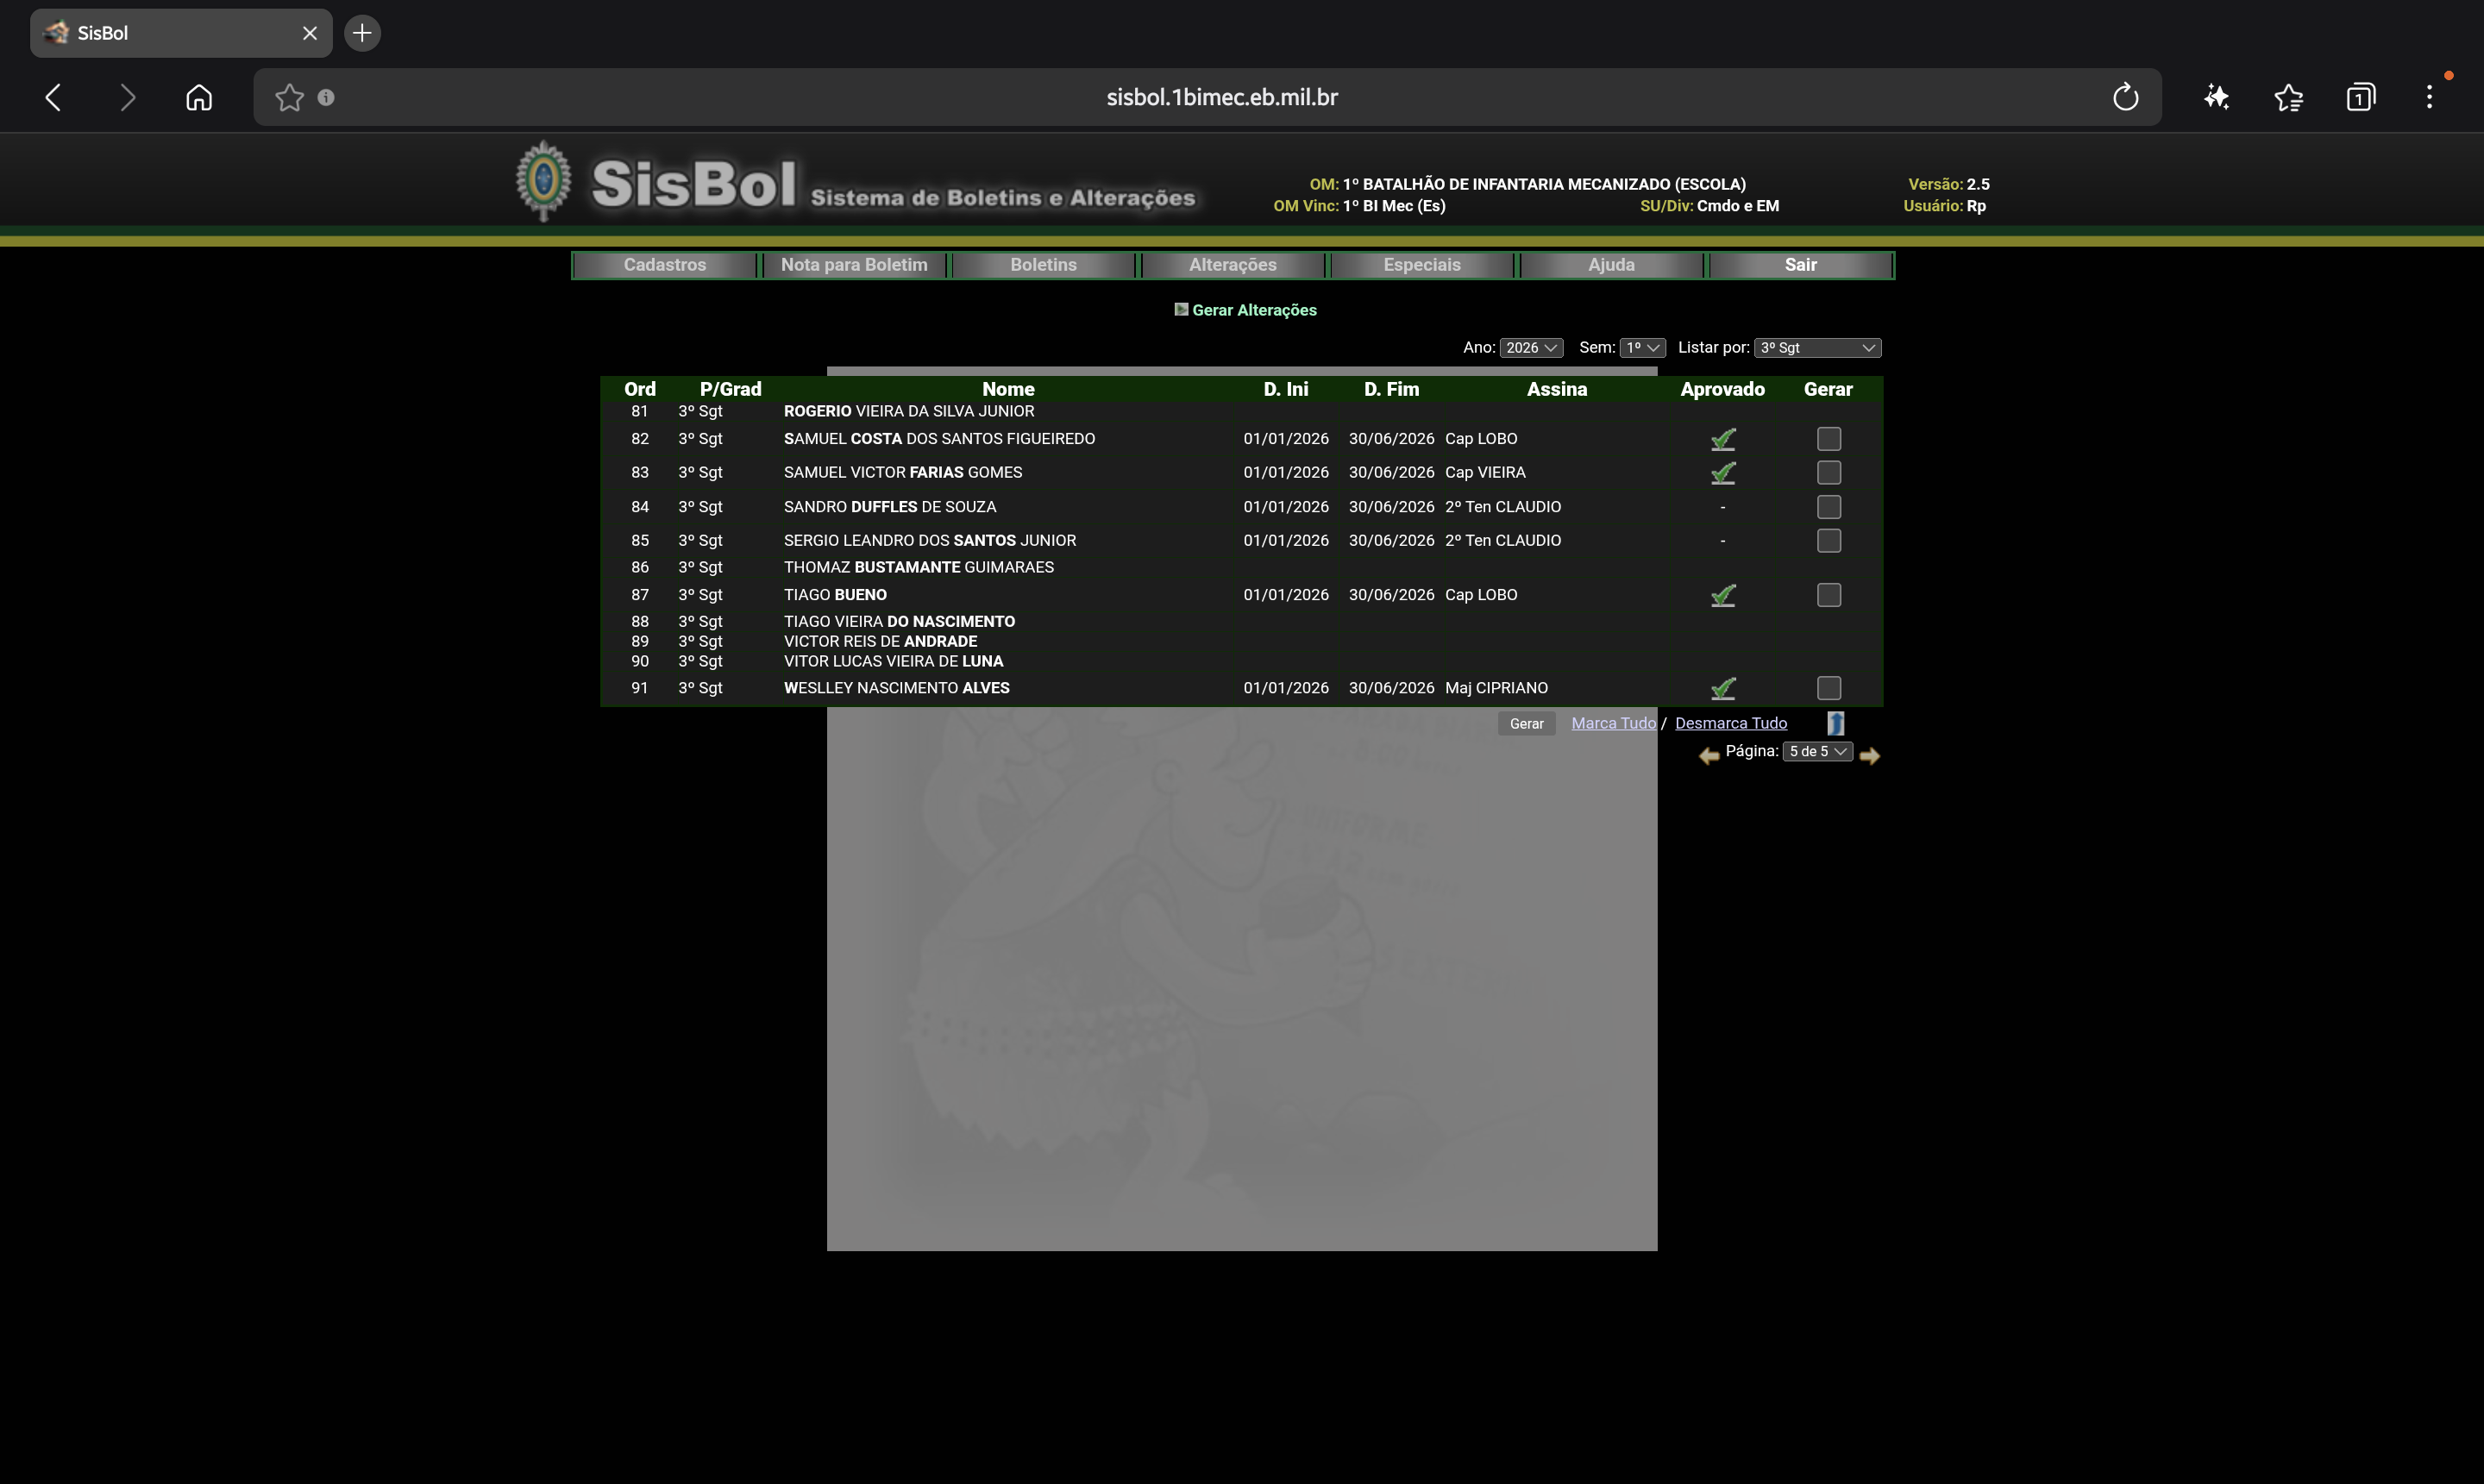 SisBol
sisbol.1bimec.eb.mil.br
1
SisBol Sistema de Boletins e Alterações
OM: 1º BATALHÃO DE INFANTARIA MECANIZADO (ESCOLA) Versão: 2.5
OM Vinc: 1º BI Mec (Es) SU/Div: Cmdo e EM Usuário: Rp
Cadastros Nota para Boletim Boletins Alterações Especiais Ajuda Sair
Gerar Alterações
Ano: 2026 Sem: 1º Listar por: 3º Sgt
Ord P/Grad Nome D. Ini D. Fim Assina Aprovado Gerar
81 3º Sgt ROGERIO VIEIRA DA SILVA JUNIOR
82 3º Sgt SAMUEL COSTA DOS SANTOS FIGUEIREDO 01/01/2026 30/06/2026 Cap LOBO
83 3º Sgt SAMUEL VICTOR FARIAS GOMES 01/01/2026 30/06/2026 Cap VIEIRA
84 3º Sgt SANDRO DUFFLES DE SOUZA 01/01/2026 30/06/2026 2º Ten CLAUDIO -
85 3º Sgt SERGIO LEANDRO DOS SANTOS JUNIOR 01/01/2026 30/06/2026 2º Ten CLAUDIO -
86 3º Sgt THOMAZ BUSTAMANTE GUIMARAES
87 3º Sgt TIAGO BUENO 01/01/2026 30/06/2026 Cap LOBO
88 3º Sgt TIAGO VIEIRA DO NASCIMENTO
89 3º Sgt VICTOR REIS DE ANDRADE
90 3º Sgt VITOR LUCAS VIEIRA DE LUNA
91 3º Sgt WESLLEY NASCIMENTO ALVES 01/01/2026 30/06/2026 Maj CIPRIANO
Gerar Marca Tudo / Desmarca Tudo
Página: 5 de 5